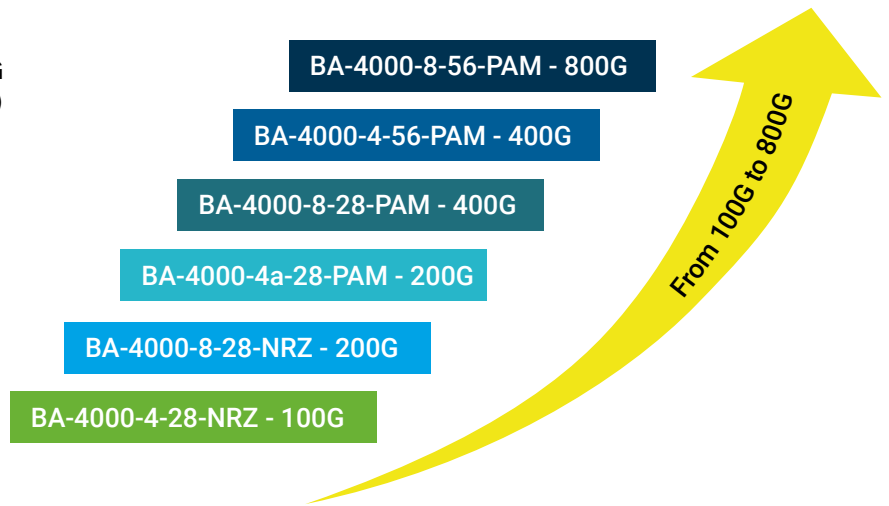 BA-4000-8-56-PAM - 800G
BA-4000-4-56-PAM - 400G
BA-4000-8-28-PAM - 400G
BA-4000-4a-28-PAM - 200G
BA-4000-8-28-NRZ - 200G
BA-4000-4-28-NRZ - 100G
From 100G to 800G